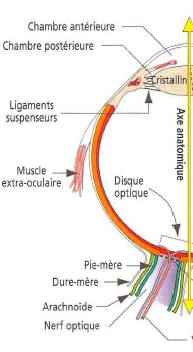 Chambre antérieure
Chambre postérieure
Cristallin
Ligaments
suspenseurs
Axe anatomique
Muscle
extra-oculaire
Disque
optique
Pie-mère
Dure-mère
Arachnoïde
Nerf optique